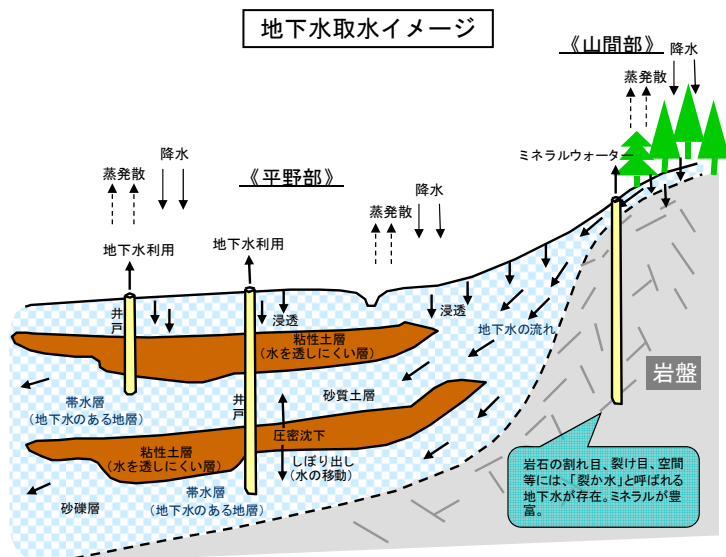 地下水取水イメージ
《山間部》
降水
蒸発散
ミネラルウォーター
降水
蒸発散
《平野部》
降水
蒸発散
地下水利用
地下水利用
井戸
浸透
浸透
地下水の流れ
粘性土層
(水を透しにくい層)
岩盤
帯水層
(地下水のある地層)
井戸
砂質土層
圧密沈下
粘性土層
(水を透しにくい層)
しぼり出し
(水の移動)
帯水層
(地下水のある地層)
砂礫層
岩石の割れ目、裂け目、空間
等には、「裂か水」と呼ばれる
地下水が存在。ミネラルが豊
富。